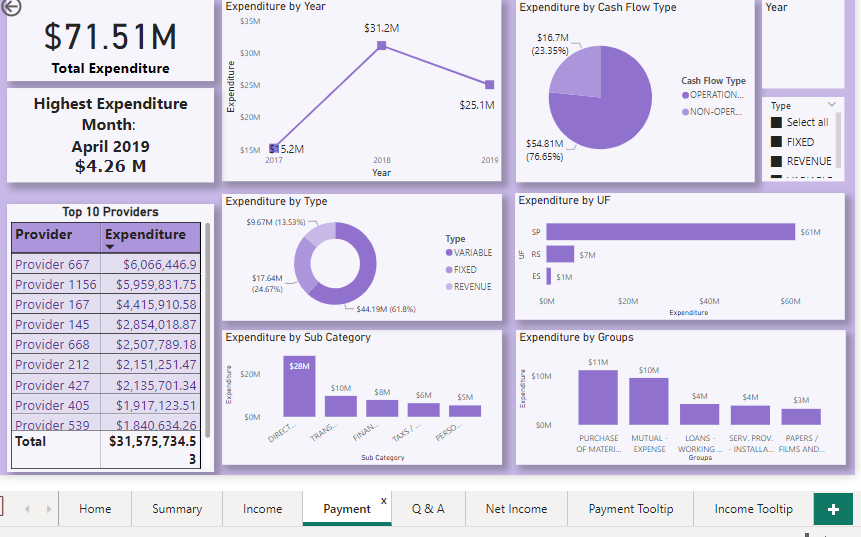 $71.51M
Total Expenditure
Highest Expenditure
Month:
April 2019
$4.26 M
Top 10 Providers
Provider Expenditure
Provider 667 $6,066,446.9
Provider 1156 $5,959,831.75
Provider 167 $4,415,910.58
Provider 145 $2,854,018.87
Provider 668 $2,507,789.18
Provider 212 $2,151,251.47
Provider 427 $2,135,701.34
Provider 405 $1,917,123.51
Provider 539 $1,840,634.26
Total $31,575,734.5
3
Expenditure by Year
$35M
$30M
$25M
$20M
$15M
Expenditure
$15.2M
$31.2M
$25.1M
2017 2018 2019
Year
Expenditure by Cash Flow Type
$16.7M
(23.35%)
$54.81M
(76.65%)
Cash Flow Type
OPERATION...
NON-OPER...
Year
Type
Select all
FIXED
REVENUE
Expenditure by Type
$9.67M (13.53%)
$17.64M
(24.67%)
$44.19M (61.8%)
Type
VARIABLE
FIXED
REVENUE
Expenditure by UF
UF
SP $61M
RS $7M
ES $1M
$0M $20M $40M $60M
Expenditure
Expenditure by Sub Category
Expenditure
$20M
$0M
$28M $10M $8M $6M $5M
DIRECT... TRANS... FINAN... TAXS /... PERSO...
Sub Category
Expenditure by Groups
Expenditure
$10M
$0M
$11M $10M $4M $4M $3M
PURCHASE MUTUAL - LOANS - SERV. PROV. PAPERS /
OF MATERI... EXPENSE WORKING ... - INSTALLA... FILMS AND...
Groups
Home Summary Income Payment x Q & A Net Income Payment Tooltip Income Tooltip +